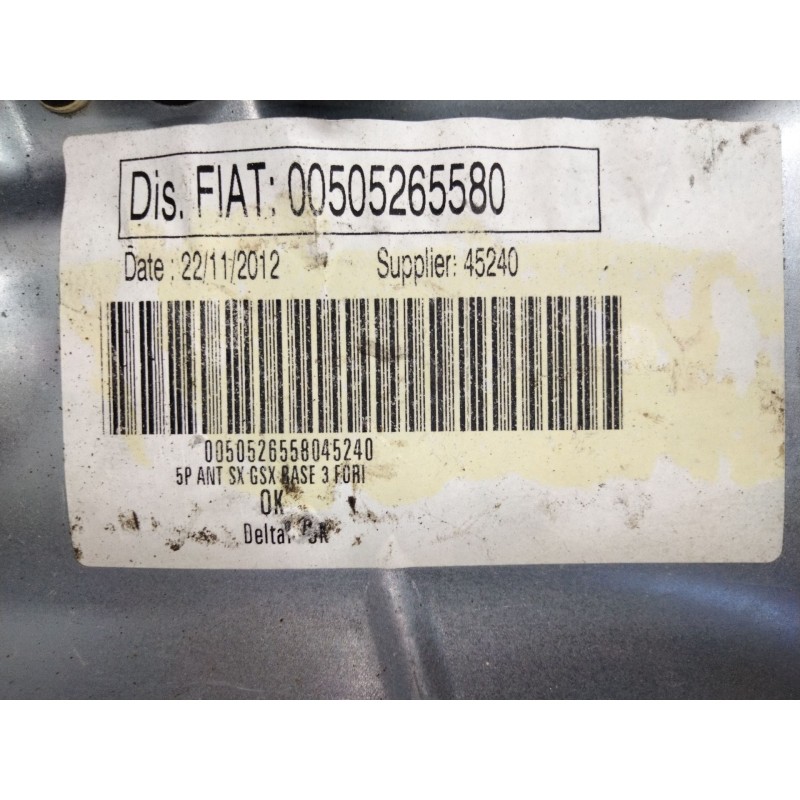 Dis. FIAT: 00505265580
Date : 22/11/2012 Supplier: 45240
0050526558045240
5P ANT SX GSX BASE 3 FORI
OK